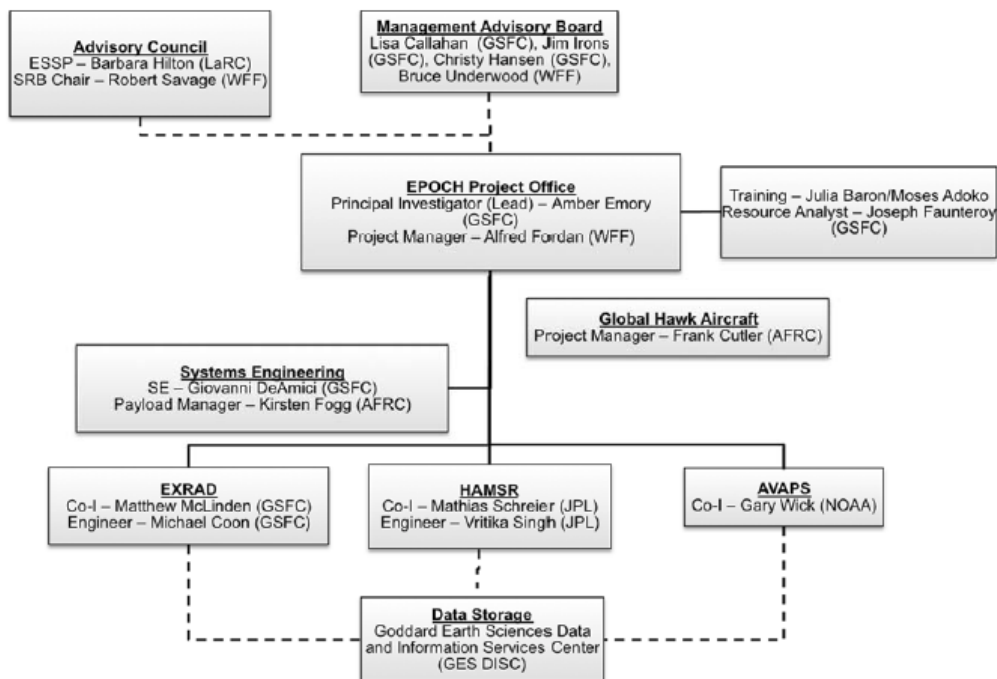 Advisory Council
ESSP – Barbara Hilton (LaRC)
SRB Chair – Robert Savage (WFF)
Management Advisory Board
Lisa Callahan (GSFC), Jim Irons
(GSFC), Christy Hansen (GSFC),
Bruce Underwood (WFF)
EPOCH Project Office
Principal Investigator (Lead) – Amber Emory
(GSFC)
Project Manager – Alfred Fordan (WFF)
Training – Julia Baron/Moses Adoko
Resource Analyst – Joseph Faunteroy
(GSFC)
Global Hawk Aircraft
Project Manager – Frank Cutler (AFRC)
Systems Engineering
SE – Giovanni DeAmici (GSFC)
Payload Manager – Kirsten Fogg (AFRC)
EXRAD
Co-I – Matthew McLinden (GSFC)
Engineer – Michael Coon (GSFC)
HAMSR
Co-I – Mathias Schreier (JPL)
Engineer – Vritika Singh (JPL)
AVAPS
Co-I – Gary Wick (NOAA)
Data Storage
Goddard Earth Sciences Data
and Information Services Center
(GES DISC)